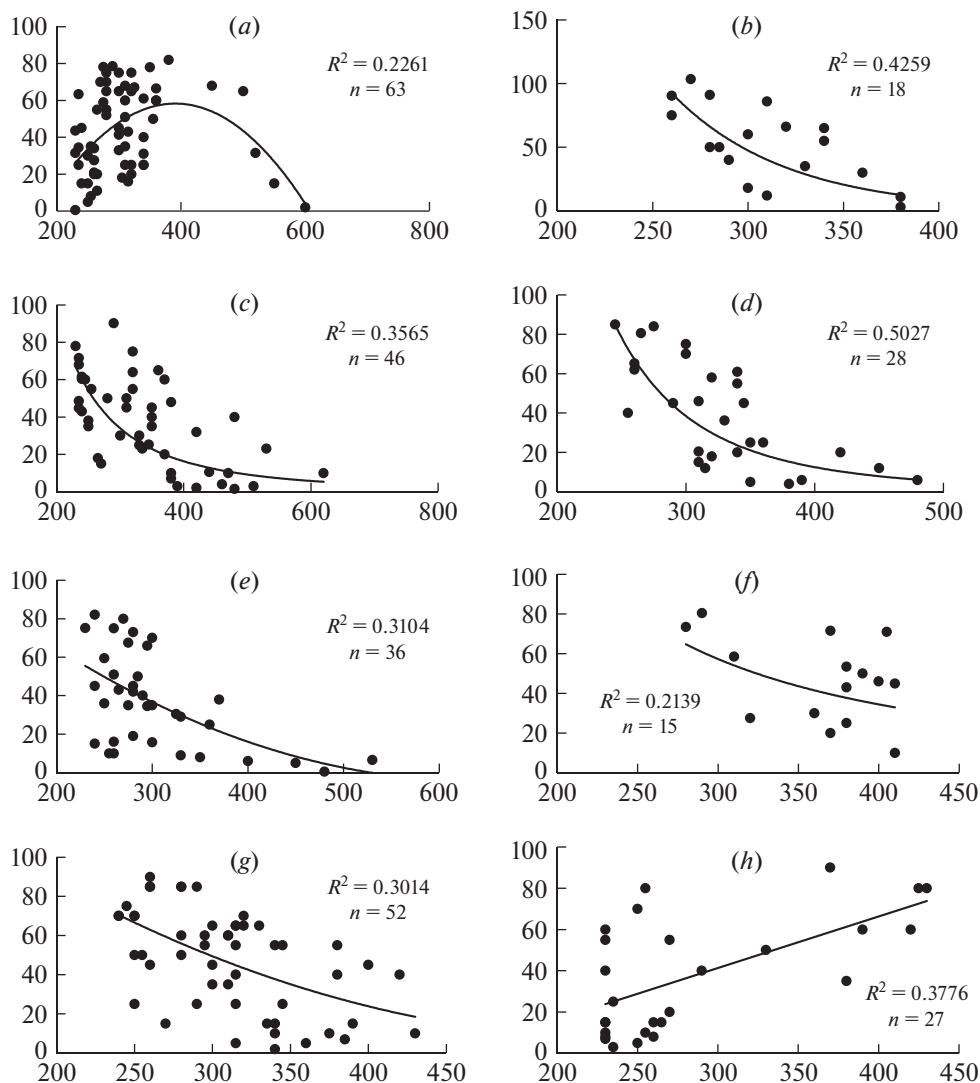 (a)
100
80
60
40
20
0
R² = 0.2261
n = 63
200 400 600 800
(b)
150
100
50
0
R² = 0.4259
n = 18
200 250 300 350 400
(c)
100
80
60
40
20
0
R² = 0.3565
n = 46
200 400 600 800
(d)
100
80
60
40
20
0
R² = 0.5027
n = 28
200 300 400 500
(e)
100
80
60
40
20
0
R² = 0.3104
n = 36
200 300 400 500 600
(f)
100
80
60
40
20
0
R² = 0.2139
n = 15
200 250 300 350 400 450
(g)
100
80
60
40
20
0
R² = 0.3014
n = 52
200 250 300 350 400 450
(h)
100
80
60
40
20
0
R² = 0.3776
n = 27
200 250 300 350 400 450